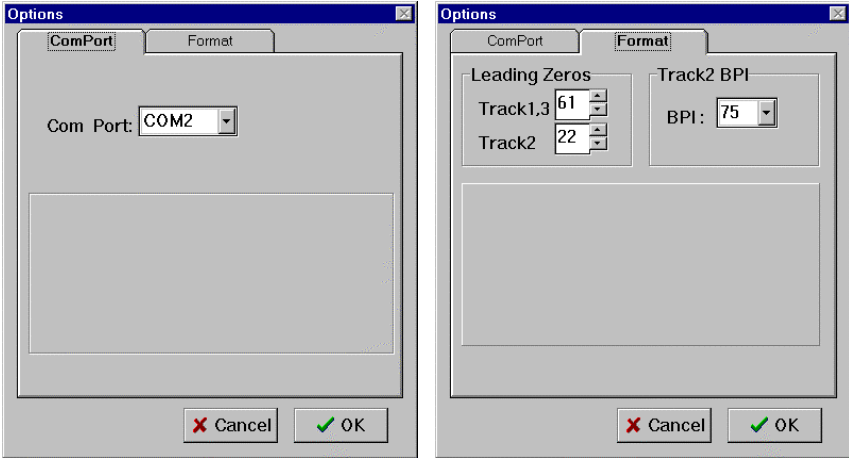 Options
ComPort Format
Com Port: COM2
Cancel OK
Options
ComPort Format
Leading Zeros Track2 BPI
Track1,3 61 BPI: 75
Track2 22
Cancel OK